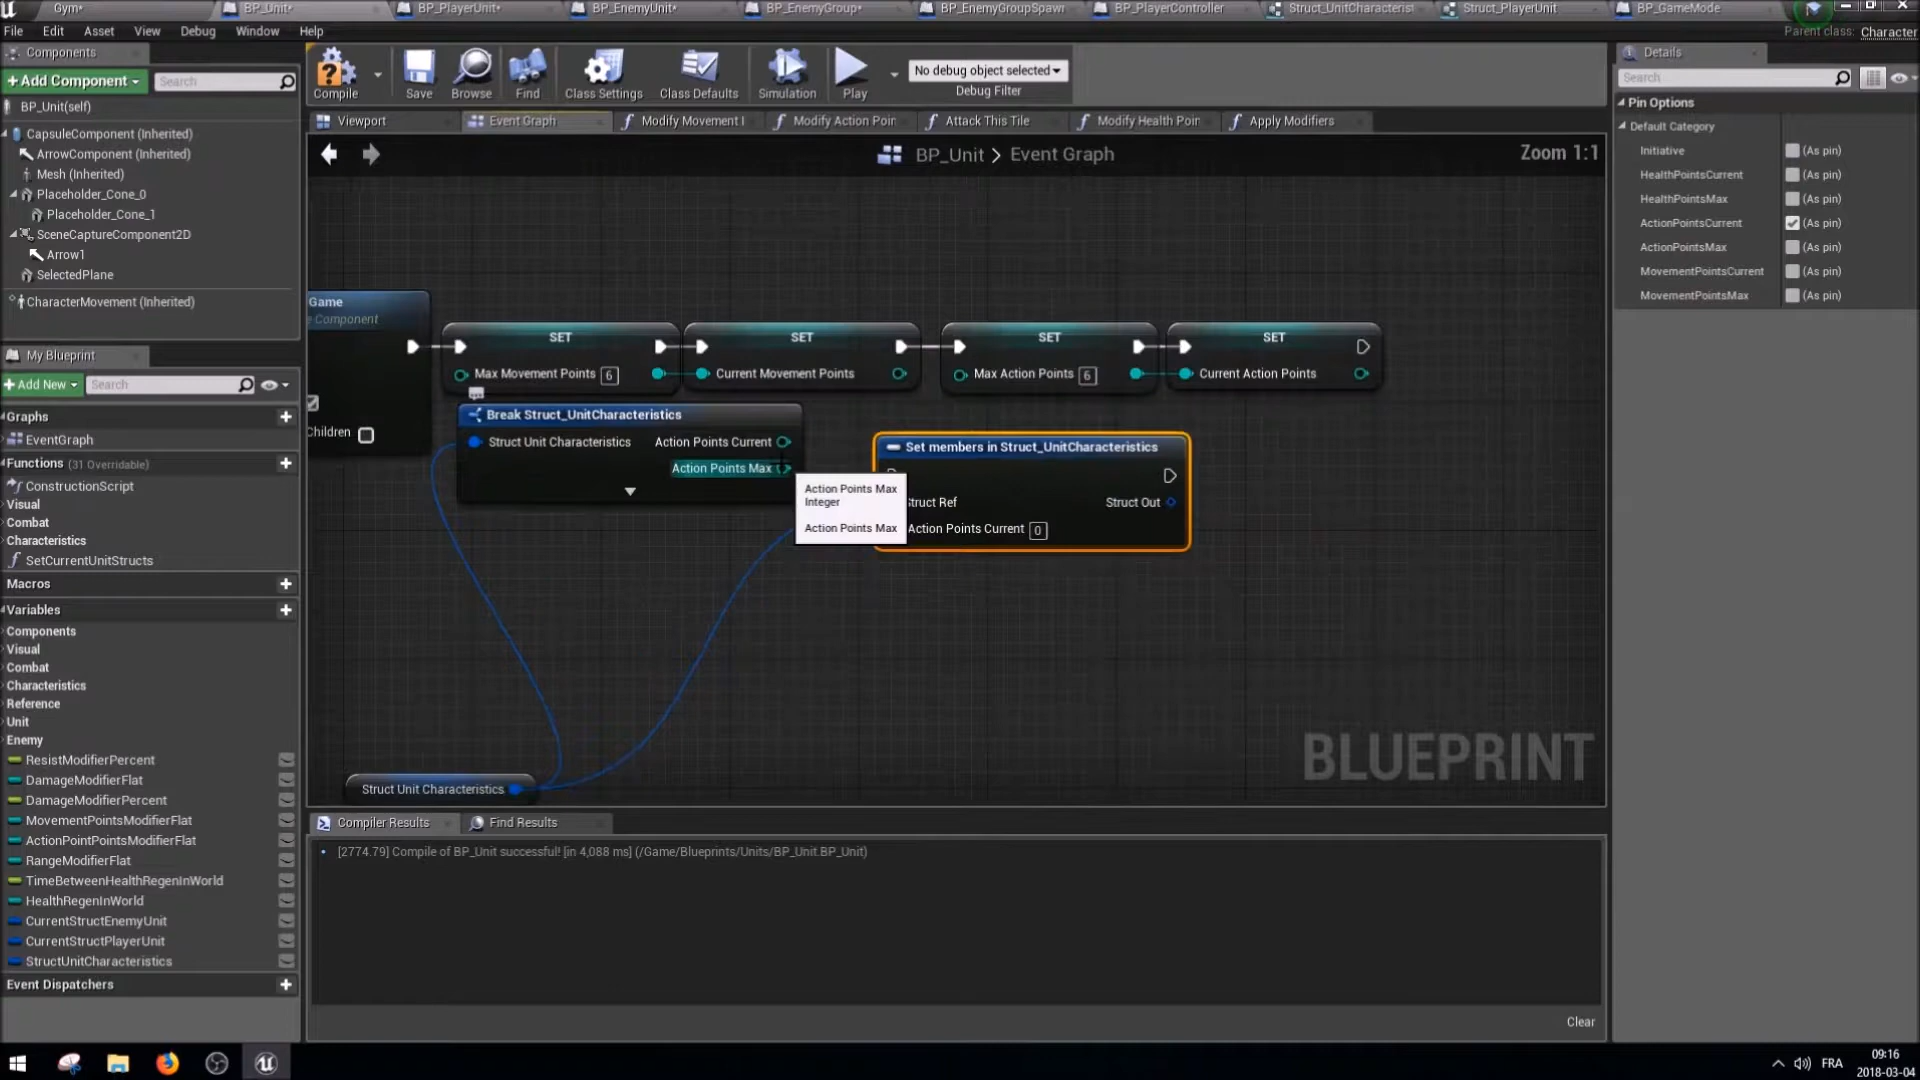 Gym*
BP_Unit*
BP_PlayerUnit*
BP_EnemyUnit*
BP_EnemyGroup*
BP_EnemyGroupSpawn
BP_PlayerController
Struct_UnitCharacterist
Struct_PlayerUnit
BP_GameMode
File Edit Asset View Window Debug Help
Parent class: Character
Components
+Add Component
Search
BP_Unit(self)
CapsuleComponent (Inherited)
ArrowComponent (Inherited)
Mesh (Inherited)
Placeholder_Cone_0
Placeholder_Cone_1
SceneCaptureComponent2D
Arrow1
SelectedPlane
CharacterMovement (Inherited)
My Blueprint
+Add New
Search
Graphs
EventGraph
Functions (31 Overridable)
ConstructionScript
Visual
Combat
Characteristics
SetCurrentUnitStructs
Macros
Variables
Components
Visual
Combat
Characteristics
Reference
Unit
Enemy
ResistModifierPercent
DamageModifierFlat
DamageModifierPercent
MovementPointsModifierFlat
ActionPointPointsModifierFlat
RangeModifierFlat
TimeBetweenHealthRegenInWorld
HealthRegenInWorld
CurrentStructEnemyUnit
CurrentStructPlayerUnit
StructUnitCharacteristics
Event Dispatchers
Compile
Save
Browse
Find
Class Settings
Class Defaults
Simulation
Play
No debug object selected
Debug Filter
Viewport
Event Graph
Modify Movement I
Modify Action Poin
Attack This Tile
Modify Health Poin
Apply Modifiers
BP_Unit > Event Graph
Zoom 1:1
Game
e Component
Children
SET
Max Movement Points 6
SET
Current Movement Points
SET
Max Action Points 6
SET
Current Action Points
Break Struct_UnitCharacteristics
Struct Unit Characteristics
Action Points Current
Action Points Max
Action Points Max
Integer
Action Points Max
Set members in Struct_UnitCharacteristics
Struct Ref
Struct Out
Action Points Current 0
Struct Unit Characteristics
BLUEPRINT
Compiler Results
Find Results
[2774.79] Compile of BP_Unit successful! [in 4,088 ms] (/Game/Blueprints/Units/BP_Unit.BP_Unit)
Clear
Details
Search
Pin Options
Default Category
Initiative (As pin)
HealthPointsCurrent (As pin)
HealthPointsMax (As pin)
ActionPointsCurrent (As pin)
ActionPointsMax (As pin)
MovementPointsCurrent (As pin)
MovementPointsMax (As pin)
FRA
09:16
2018-03-04